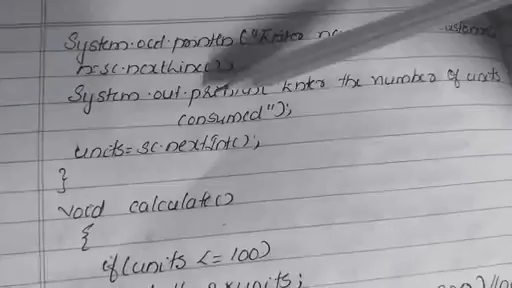 System.out.println("Enter
n=sc.nextline();
System.out. Enter the number of units
consumed");
units=sc.nextInt();
}
void calculate()
{
if(units <=100)
units;